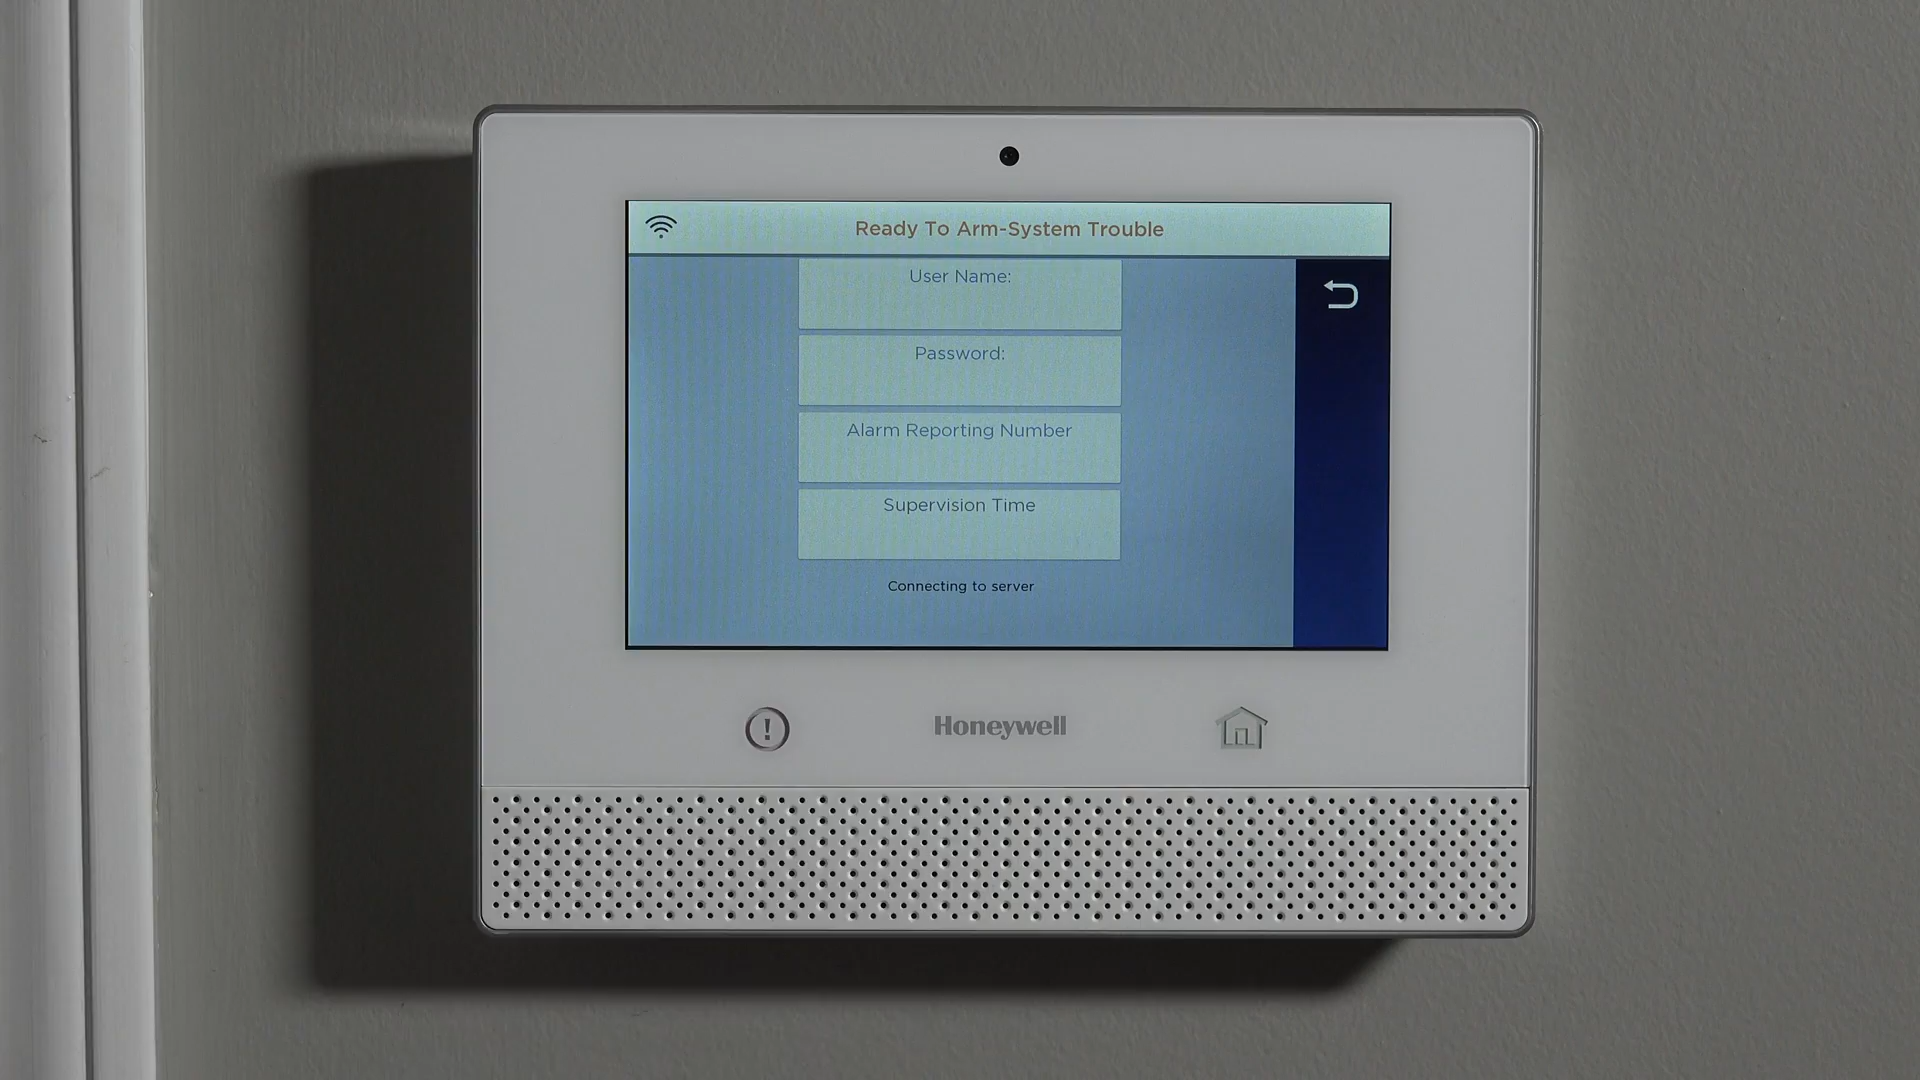 Ready To Arm-System Trouble
User Name:
Password:
Alarm Reporting Number
Supervision Time
Connecting to server
Honeywell